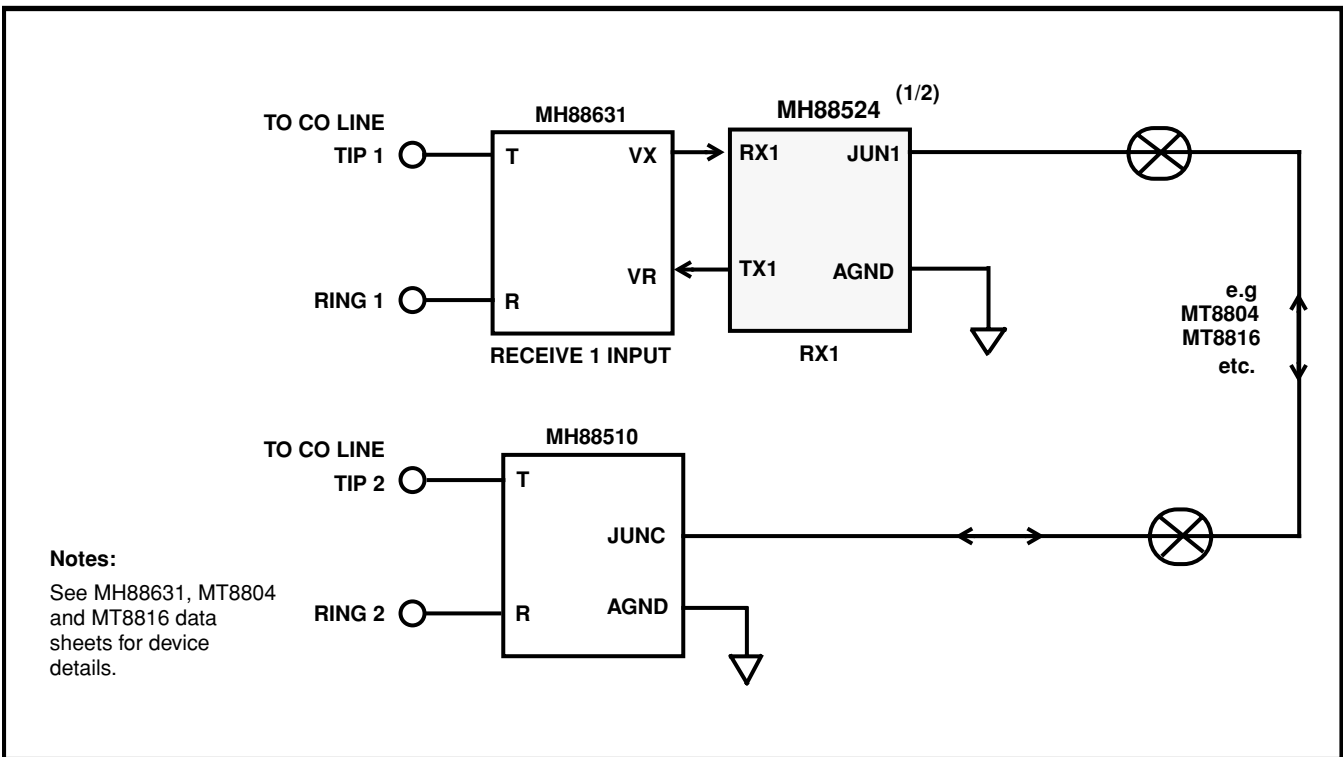 TO CO LINE
TIP 1
RING 1
MH88631
T
VX
VR
R
RECEIVE 1 INPUT
MH88524
(1/2)
RX1
JUN1
TX1
AGND
RX1
e.g
MT8804
MT8816
etc.
TO CO LINE
TIP 2
RING 2
MH88510
T
JUNC
AGND
R
Notes:
See MH88631, MT8804
and MT8816 data
sheets for device
details.